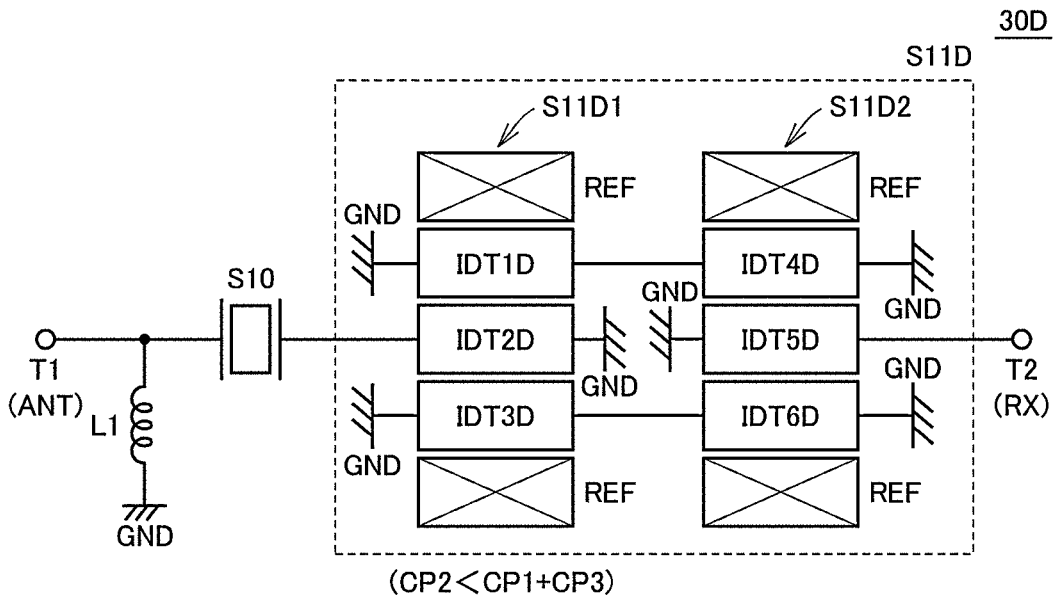 30D
S11D
S11D1
S11D2
REF
REF
GND
IDT1D
IDT4D
GND
S10
GND
IDT2D
IDT5D
T1
(ANT)
GND
GND
T2
(RX)
L1
IDT3D
IDT6D
GND
REF
REF
GND
(CP2<CP1+CP3)